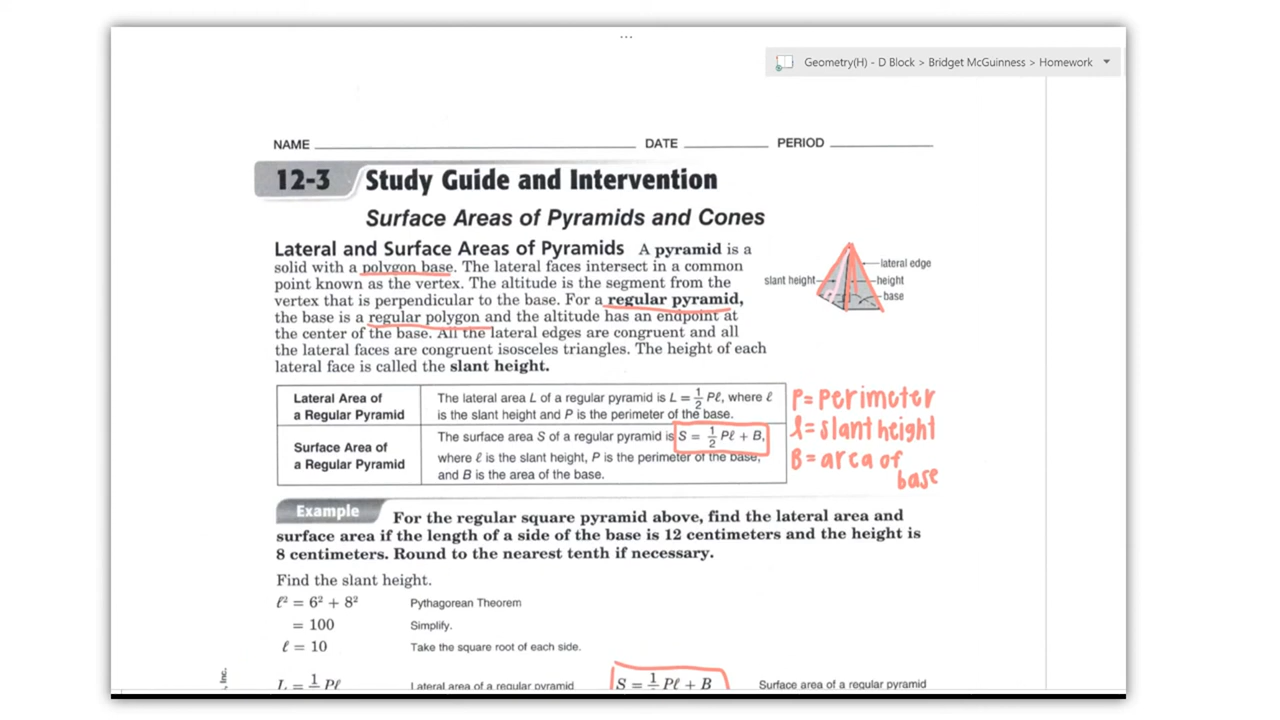 ...
Geometry(H) - D Block > Bridget McGuinness > Homework
NAME DATE PERIOD
12-3 Study Guide and Intervention
Surface Areas of Pyramids and Cones
Lateral and Surface Areas of Pyramids A pyramid is a
solid with a polygon base. The lateral faces intersect in a common
point known as the vertex. The altitude is the segment from the
vertex that is perpendicular to the base. For a regular pyramid,
the base is a regular polygon and the altitude has an endpoint at
the center of the base. All the lateral edges are congruent and all
the lateral faces are congruent isosceles triangles. The height of each
lateral face is called the slant height.
lateral edge
slant height
height
base
Lateral Area of
a Regular Pyramid
The lateral area L of a regular pyramid is L = 1/2 Pℓ, where ℓ
is the slant height and P is the perimeter of the base.
Surface Area of
a Regular Pyramid
The surface area S of a regular pyramid is S = 1/2 Pℓ + B,
where ℓ is the slant height, P is the perimeter of the base,
and B is the area of the base.
P = Perimeter
l = slant height
B = area of
base
Example For the regular square pyramid above, find the lateral area and
surface area if the length of a side of the base is 12 centimeters and the height is
8 centimeters. Round to the nearest tenth if necessary.
Find the slant height.
ℓ² = 6² + 8² Pythagorean Theorem
= 100 Simplify.
ℓ = 10 Take the square root of each side.
L = 1 Pℓ Lateral area of a regular pyramid
S = 1 Pℓ + B Surface area of a regular pyramid
, Inc.